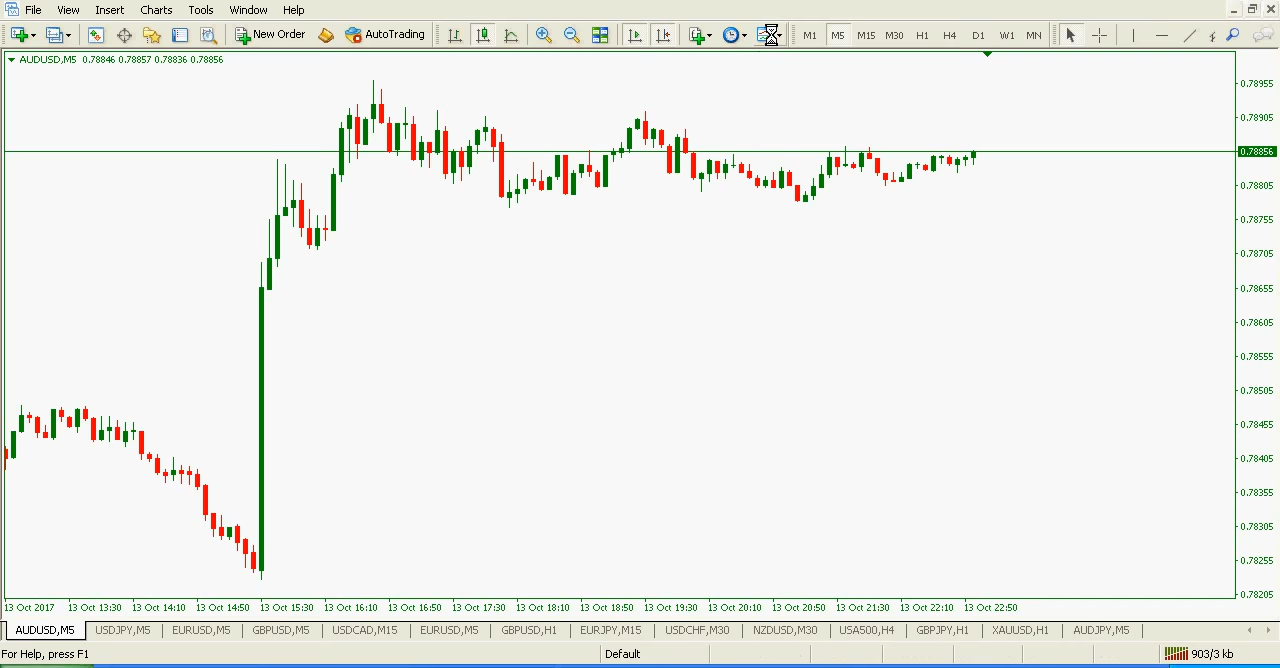 File View Insert Charts Tools Window Help
New Order AutoTrading M1 M5 M15 M30 H1 H4 D1 W1 MN
AUDUSD,M5 0.78846 0.78857 0.78836 0.78856
0.78955
0.78905
0.78856
0.78805
0.78755
0.78705
0.78655
0.78605
0.78555
0.78505
0.78455
0.78405
0.78355
0.78305
0.78255
0.78205
13 Oct 2017 13 Oct 13:30 13 Oct 14:10 13 Oct 14:50 13 Oct 15:30 13 Oct 16:10 13 Oct 16:50 13 Oct 17:30 13 Oct 18:10 13 Oct 18:50 13 Oct 19:30 13 Oct 20:10 13 Oct 20:50 13 Oct 21:30 13 Oct 22:10 13 Oct 22:50
AUDUSD,M5 USDJPY,M5 EURUSD,M5 GBPUSD,M5 USDCAD,M15 EURUSD,M5 GBPUSD,H1 EURJPY,M15 USDCHF,M30 NZDUSD,M30 USA500,H4 GBPJPY,H1 XAUUSD,H1 AUDJPY,M5
For Help, press F1 Default 903/3 kb